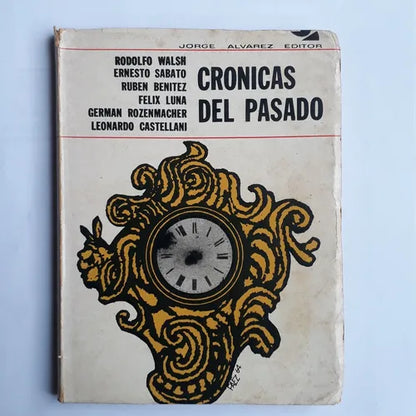 JORGE ALVAREZ EDITOR
RODOLFO WALSH
ERNESTO SABATO
RUBEN BENITEZ
FELIX LUNA
GERMAN ROZENMACHER
LEONARDO CASTELLANI
CRONICAS
DEL PASADO